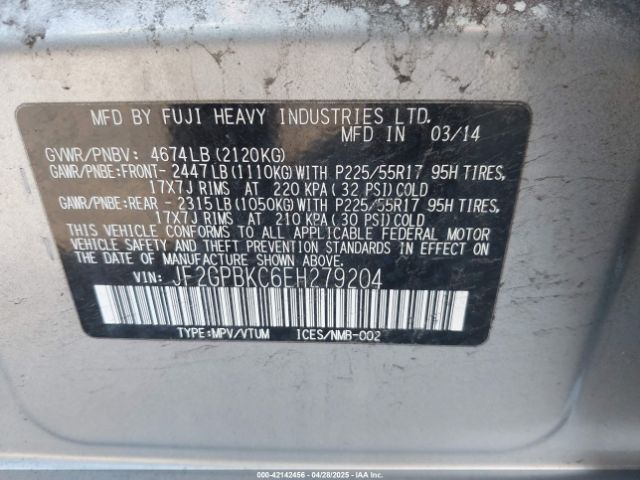 MFD BY FUJI HEAVY INDUSTRIES LTD.
MFD IN 03/14
GVWR/PNBV: 4674LB(2120KG)
GAWR/PNBE:FRONT- 2447LB(1110KG)WITH P225/55R17 95H TIRES,
17X7J RIMS AT 220 KPA(32 PSI)COLD
GAWR/PNBE:REAR - 2315LB(1050KG)WITH P225/55R17 95H TIRES,
17X7J RIMS AT 210 KPA(30 PSI)COLD
THIS VEHICLE CONFORMS TO ALL APPLICABLE FEDERAL MOTOR
VEHICLE SAFETY AND THEFT PREVENTION STANDARDS IN EFFECT
ON THE DATE OF MANUFACTURE SHOWN ABOVE.
VIN: JF2GPBKC6EH279204
TYPE:MPV/VTUM ICES/NMB-002
000-42142456 - 04/28/2025 - IAA Inc.